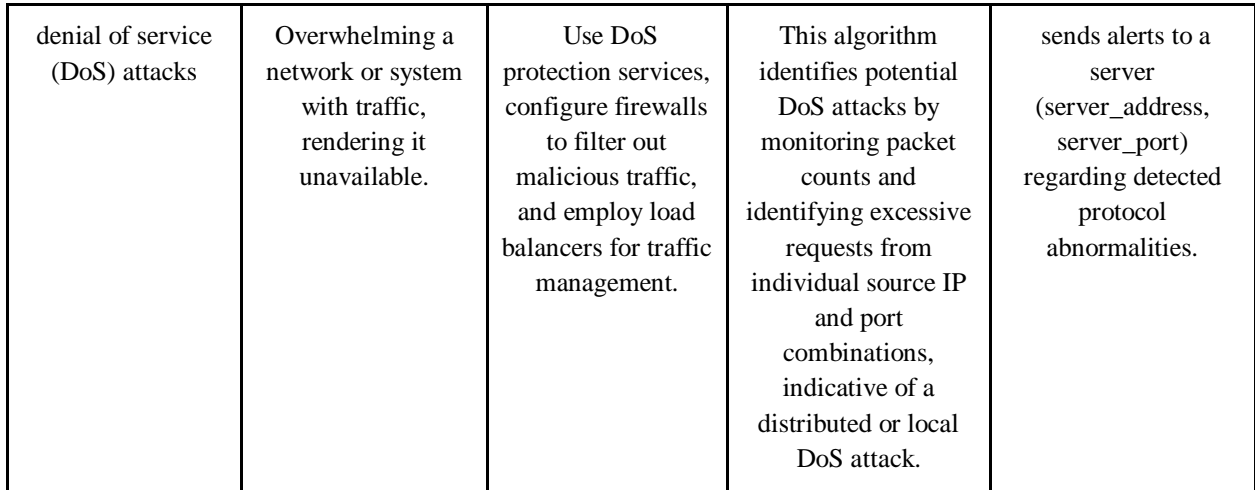 denial of service
(DoS) attacks
Overwhelming a
network or system
with traffic,
rendering it
unavailable.
Use DoS
protection services,
configure firewalls
to filter out
malicious traffic,
and employ load
balancers for traffic
management.
This algorithm
identifies potential
DoS attacks by
monitoring packet
counts and
identifying excessive
requests from
individual source IP
and port
combinations,
indicative of a
distributed or local
DoS attack.
sends alerts to a
server
(server_address,
server_port)
regarding detected
protocol
abnormalities.